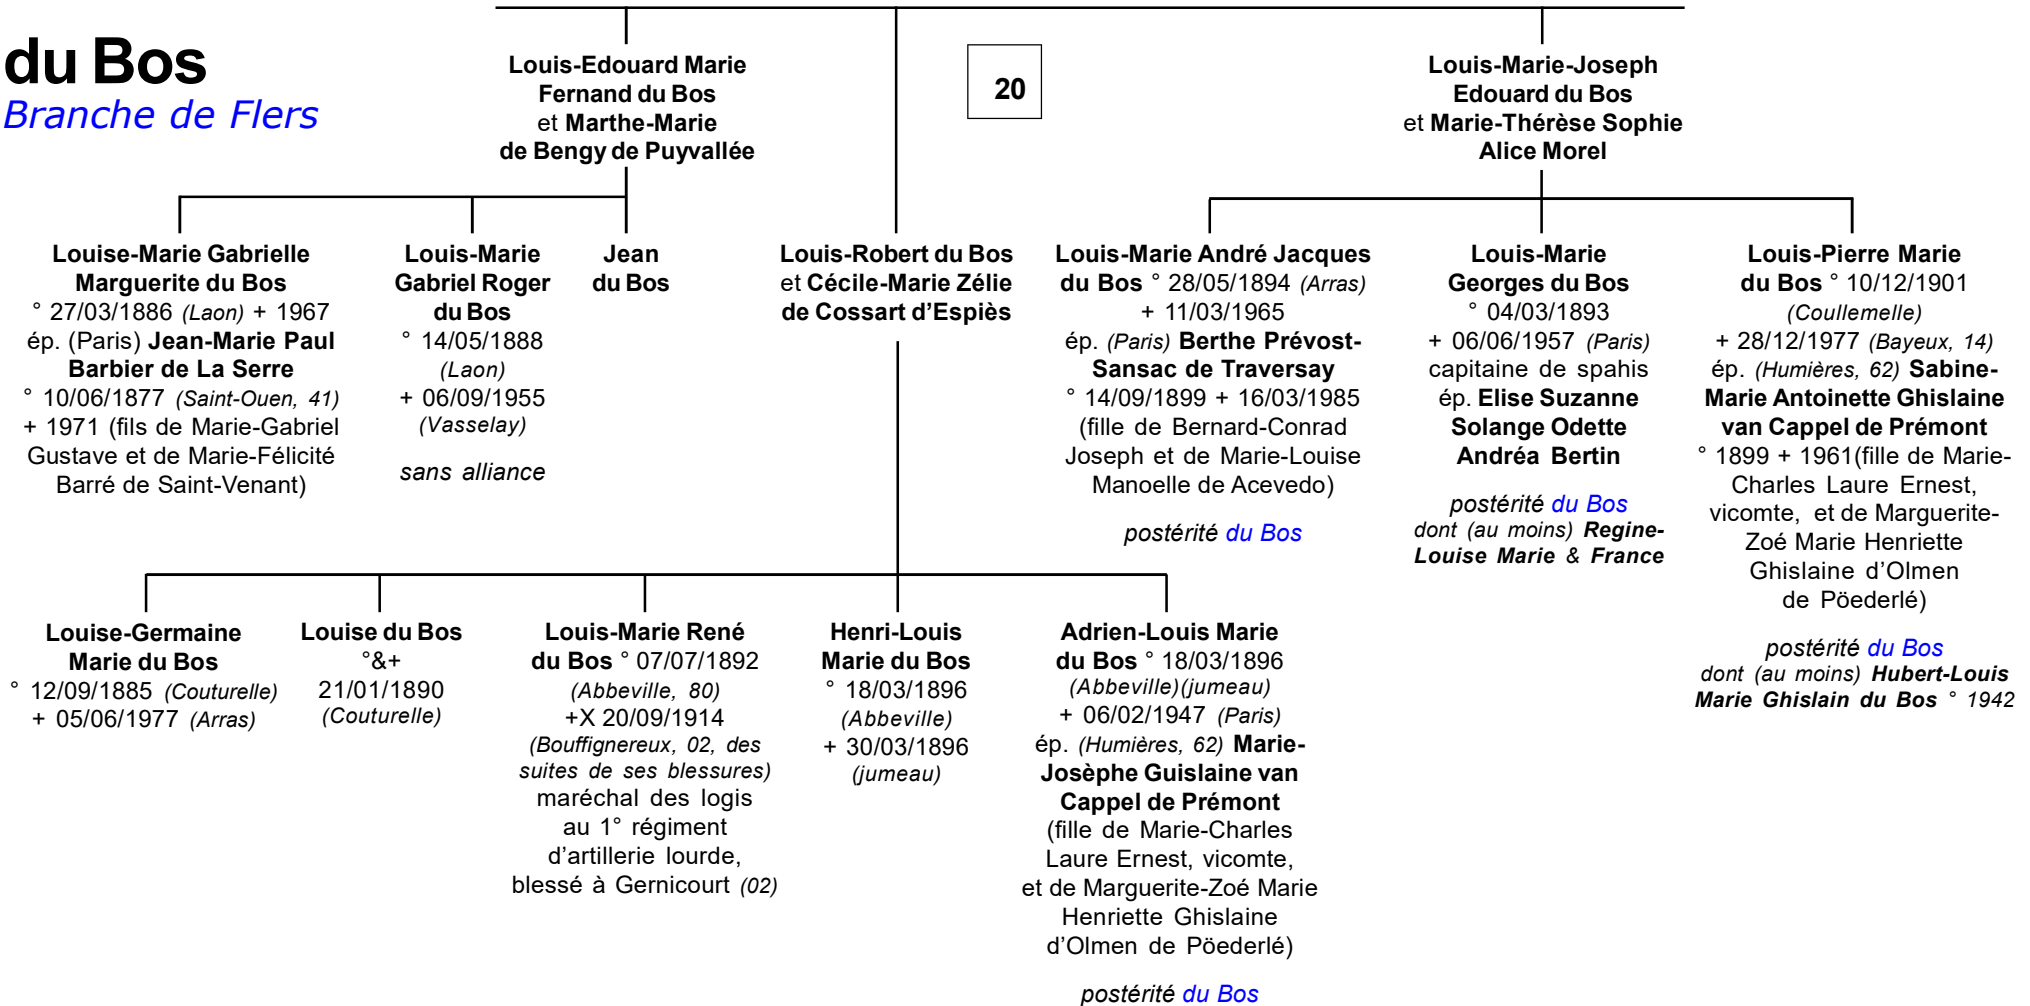 du Bos
Branche de Flers
Louis-Edouard Marie
Fernand du Bos
et Marthe-Marie
de Bengy de Puyvallée
20
Louis-Marie-Joseph
Edouard du Bos
et Marie-Thérèse Sophie
Alice Morel
Louise-Marie Gabrielle
Marguerite du Bos
° 27/03/1886 (Laon) + 1967
ép. (Paris) Jean-Marie Paul
Barbier de La Serre
° 10/06/1877 (Saint-Ouen, 41)
+ 1971 (fils de Marie-Gabriel
Gustave et de Marie-Félicité
Barré de Saint-Venant)
Louis-Marie
Gabriel Roger
du Bos
° 14/05/1888
(Laon)
+ 06/09/1955
(Vasselay)
sans alliance
Jean
du Bos
Louis-Robert du Bos
et Cécile-Marie Zélie
de Cossart d'Espiès
Louis-Marie André Jacques
du Bos ° 28/05/1894 (Arras)
+ 11/03/1965
ép. (Paris) Berthe Prévost-
Sansac de Traversay
° 14/09/1899 + 16/03/1985
(fille de Bernard-Conrad
Joseph et de Marie-Louise
Manoelle de Acevedo)
postérité du Bos
Louis-Marie
Georges du Bos
° 04/03/1893
+ 06/06/1957 (Paris)
capitaine de spahis
ép. Elise Suzanne
Solange Odette
Andréa Bertin
postérité du Bos
dont (au moins) Regine-
Louise Marie & France
Louis-Pierre Marie
du Bos ° 10/12/1901
(Coullemelle)
+ 28/12/1977 (Bayeux, 14)
ép. (Humières, 62) Sabine-
Marie Antoinette Ghislaine
van Cappel de Prémont
° 1899 + 1961(fille de Marie-
Charles Laure Ernest,
vicomte, et de Marguerite-
Zoé Marie Henriette
Ghislaine d'Olmen
de Pöederlé)
postérité du Bos
dont (au moins) Hubert-Louis
Marie Ghislain du Bos ° 1942
Louise-Germaine
Marie du Bos
° 12/09/1885 (Couturelle)
+ 05/06/1977 (Arras)
Louise du Bos
°&+
21/01/1890
(Couturelle)
Louis-Marie René
du Bos ° 07/07/1892
(Abbeville, 80)
+X 20/09/1914
(Bouffignereux, 02, des
suites de ses blessures)
maréchal des logis
au 1° régiment
d'artillerie lourde,
blessé à Gernicourt (02)
Henri-Louis
Marie du Bos
° 18/03/1896
(Abbeville)
+ 30/03/1896
(jumeau)
Adrien-Louis Marie
du Bos ° 18/03/1896
(Abbeville)(jumeau)
+ 06/02/1947 (Paris)
ép. (Humières, 62) Marie-
Josèphe Guislaine van
Cappel de Prémont
(fille de Marie-Charles
Laure Ernest, vicomte,
et de Marguerite-Zoé Marie
Henriette Ghislaine
d'Olmen de Pöederlé)
postérité du Bos